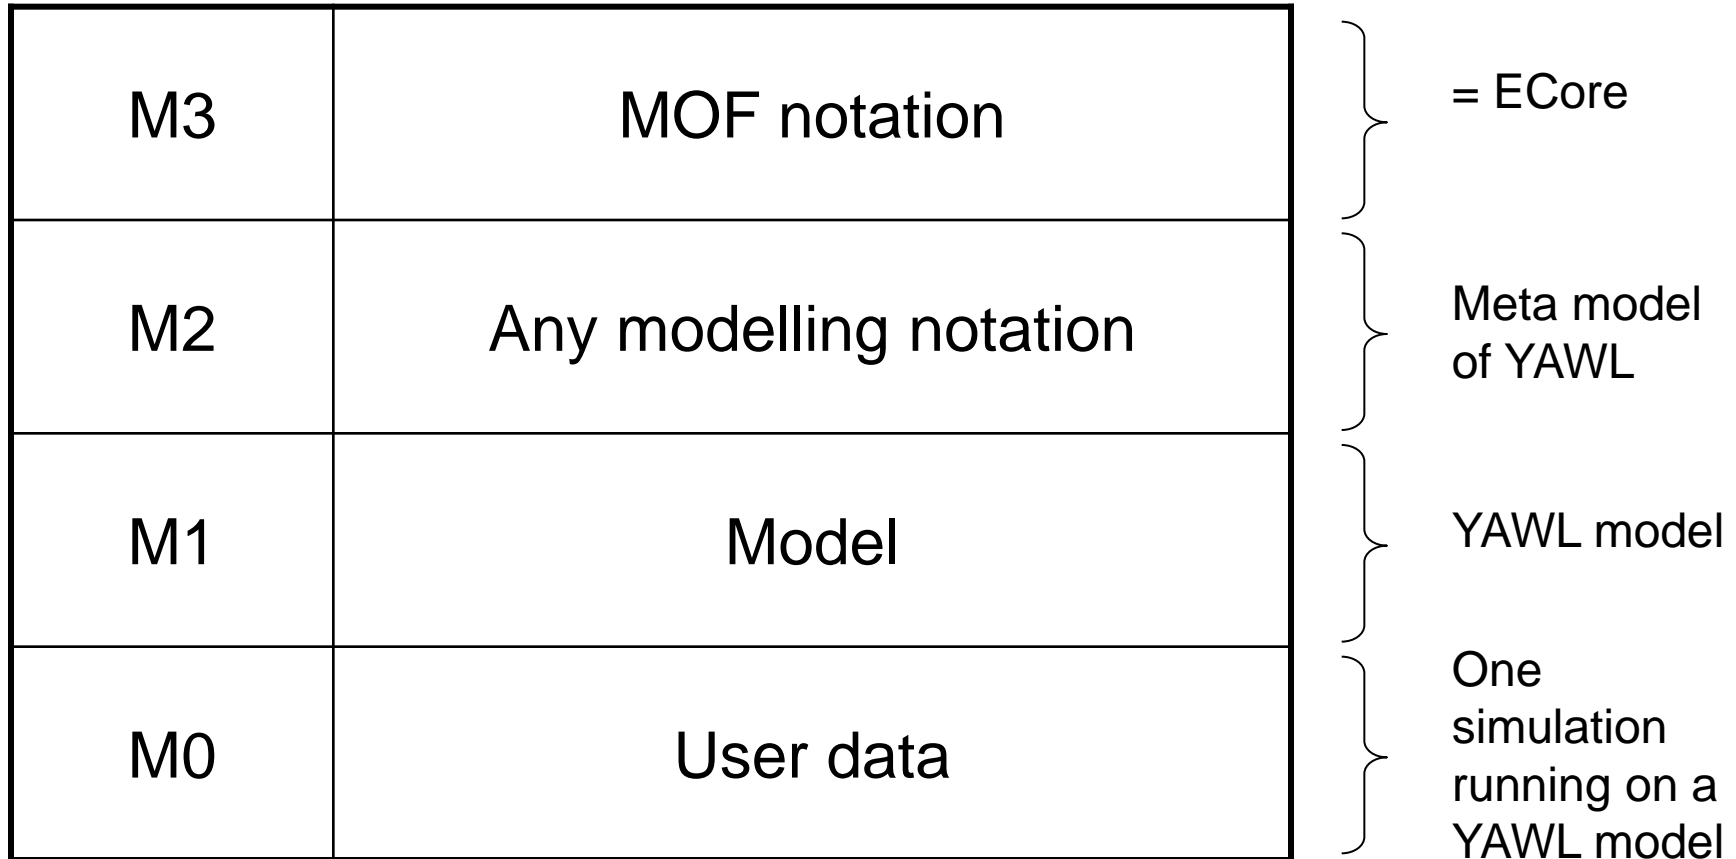 M3 MOF notation = ECore
M2 Any modelling notation Meta model
of YAWL
M1 Model YAWL model
M0 User data One
simulation
running on a
YAWL model